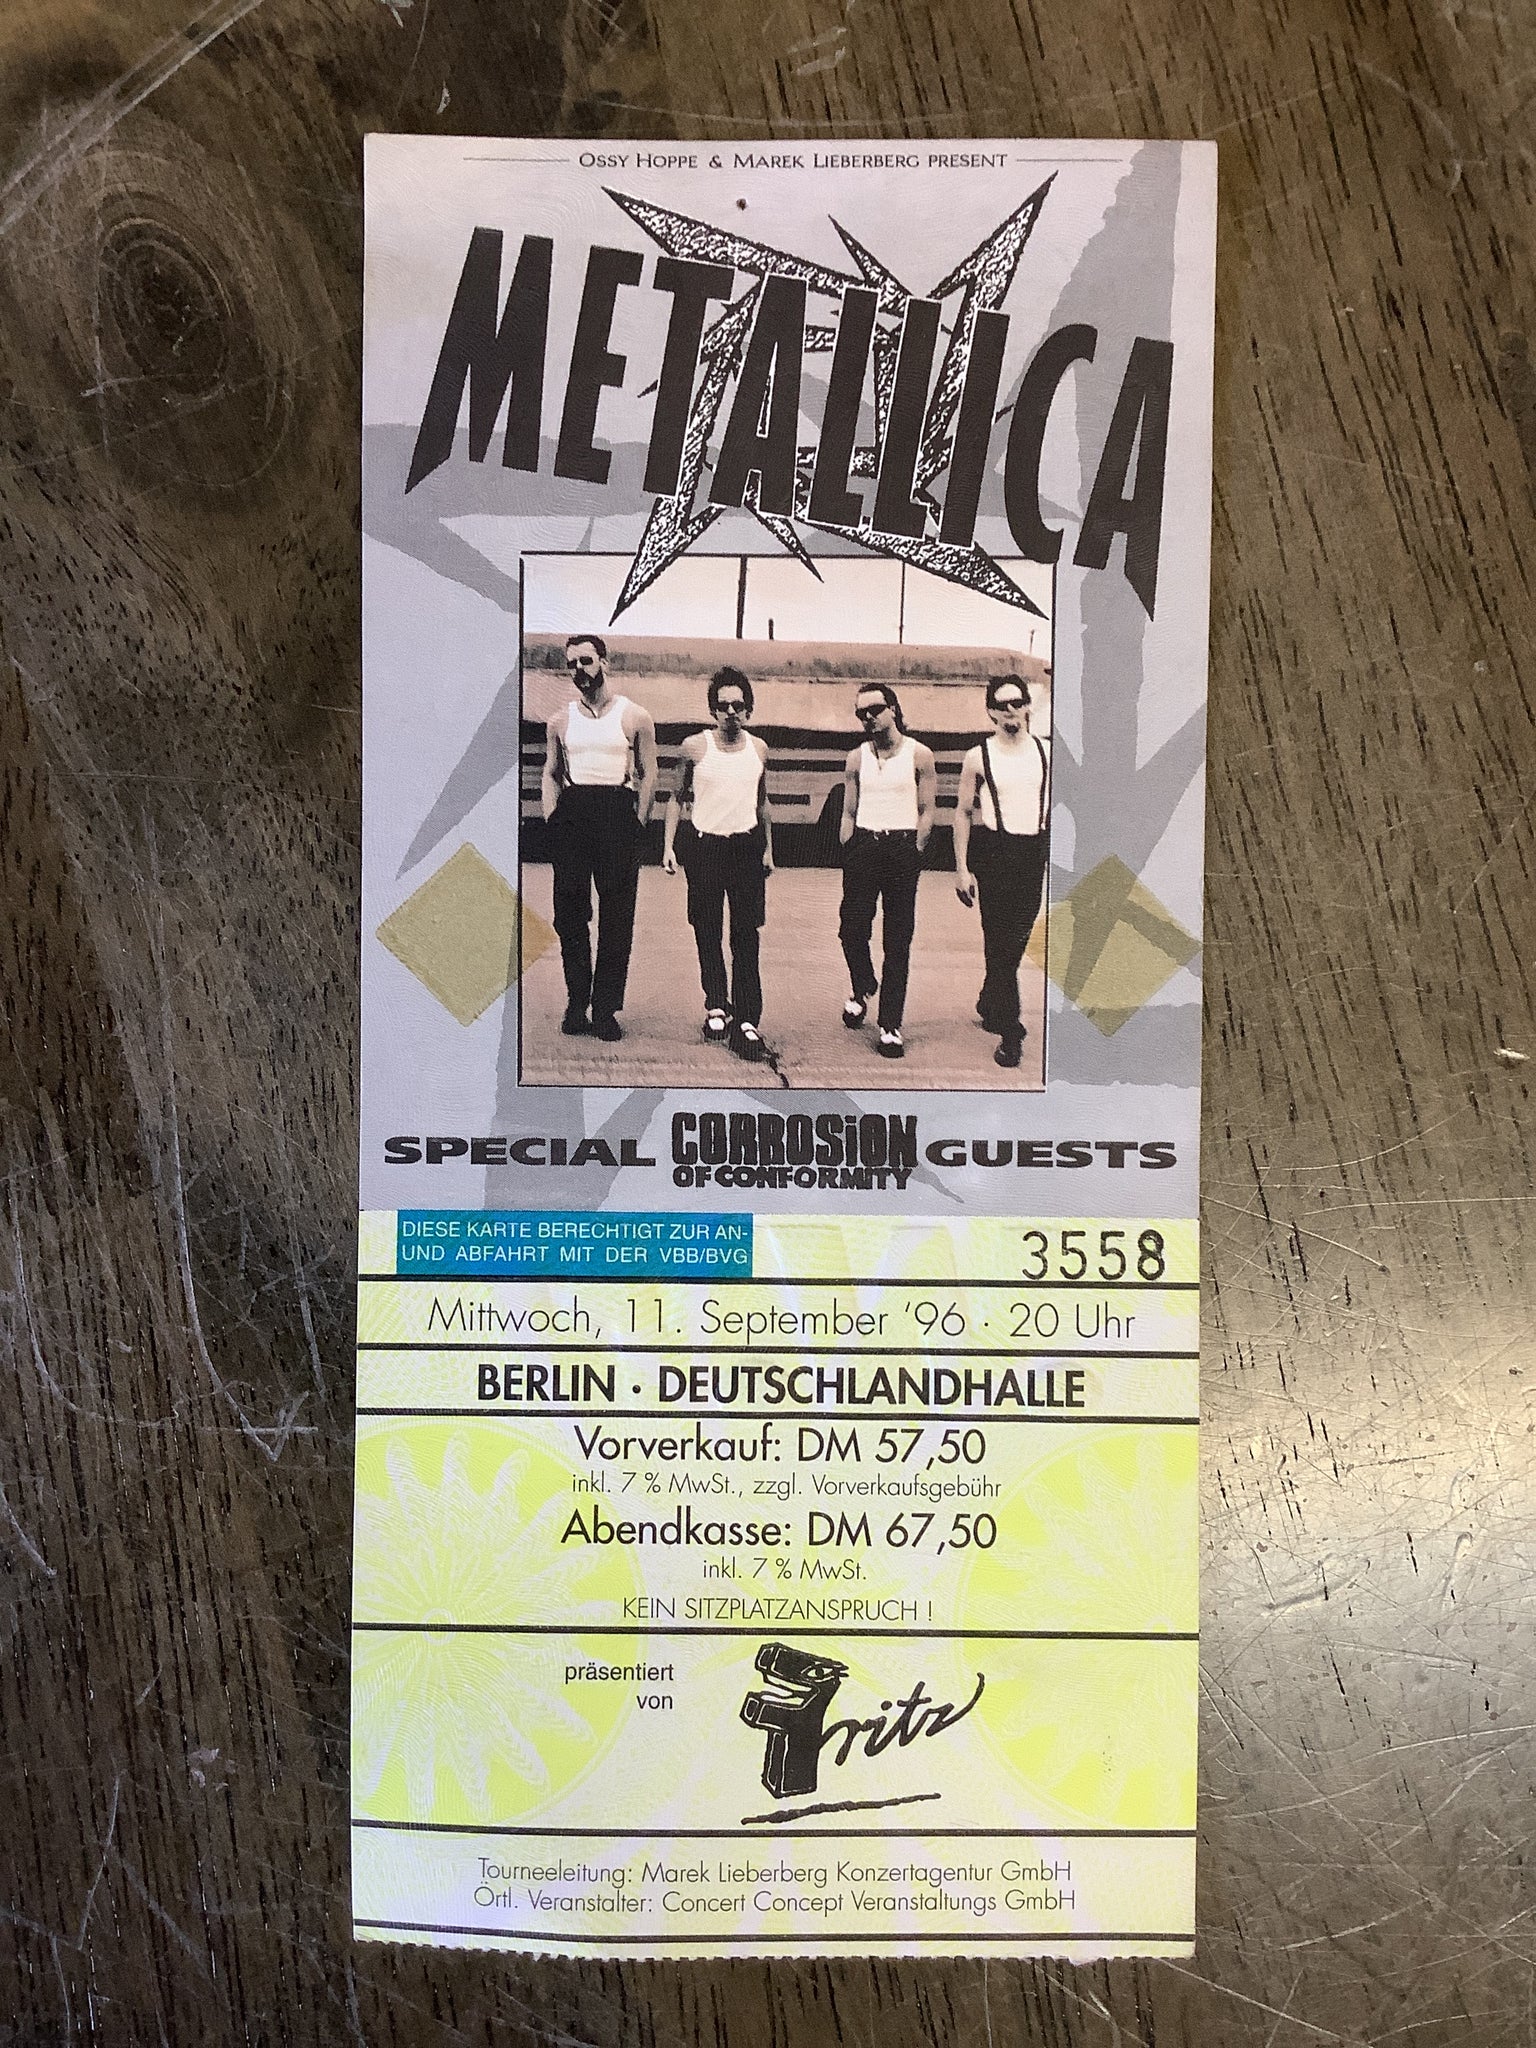 OSSY HOPPE & MAREK LIEBERBERG PRESENT
METALLICA
SPECIAL CORROSiON OF CONFORMITY GUESTS
DIESE KARTE BERECHTIGT ZUR AN-
UND ABFAHRT MIT DER VBB/BVG
3558
Mittwoch, 11. September '96 · 20 Uhr
BERLIN · DEUTSCHLANDHALLE
Vorverkauf: DM 57,50
inkl. 7 % MwSt., zzgl. Vorverkaufsgebühr
Abendkasse: DM 67,50
inkl. 7 % MwSt.
KEIN SITZPLATZANSPRUCH !
präsentiert
von
Fritz
Tourneeleitung: Marek Lieberberg Konzertagentur GmbH
Örtl. Veranstalter: Concert Concept Veranstaltungs GmbH